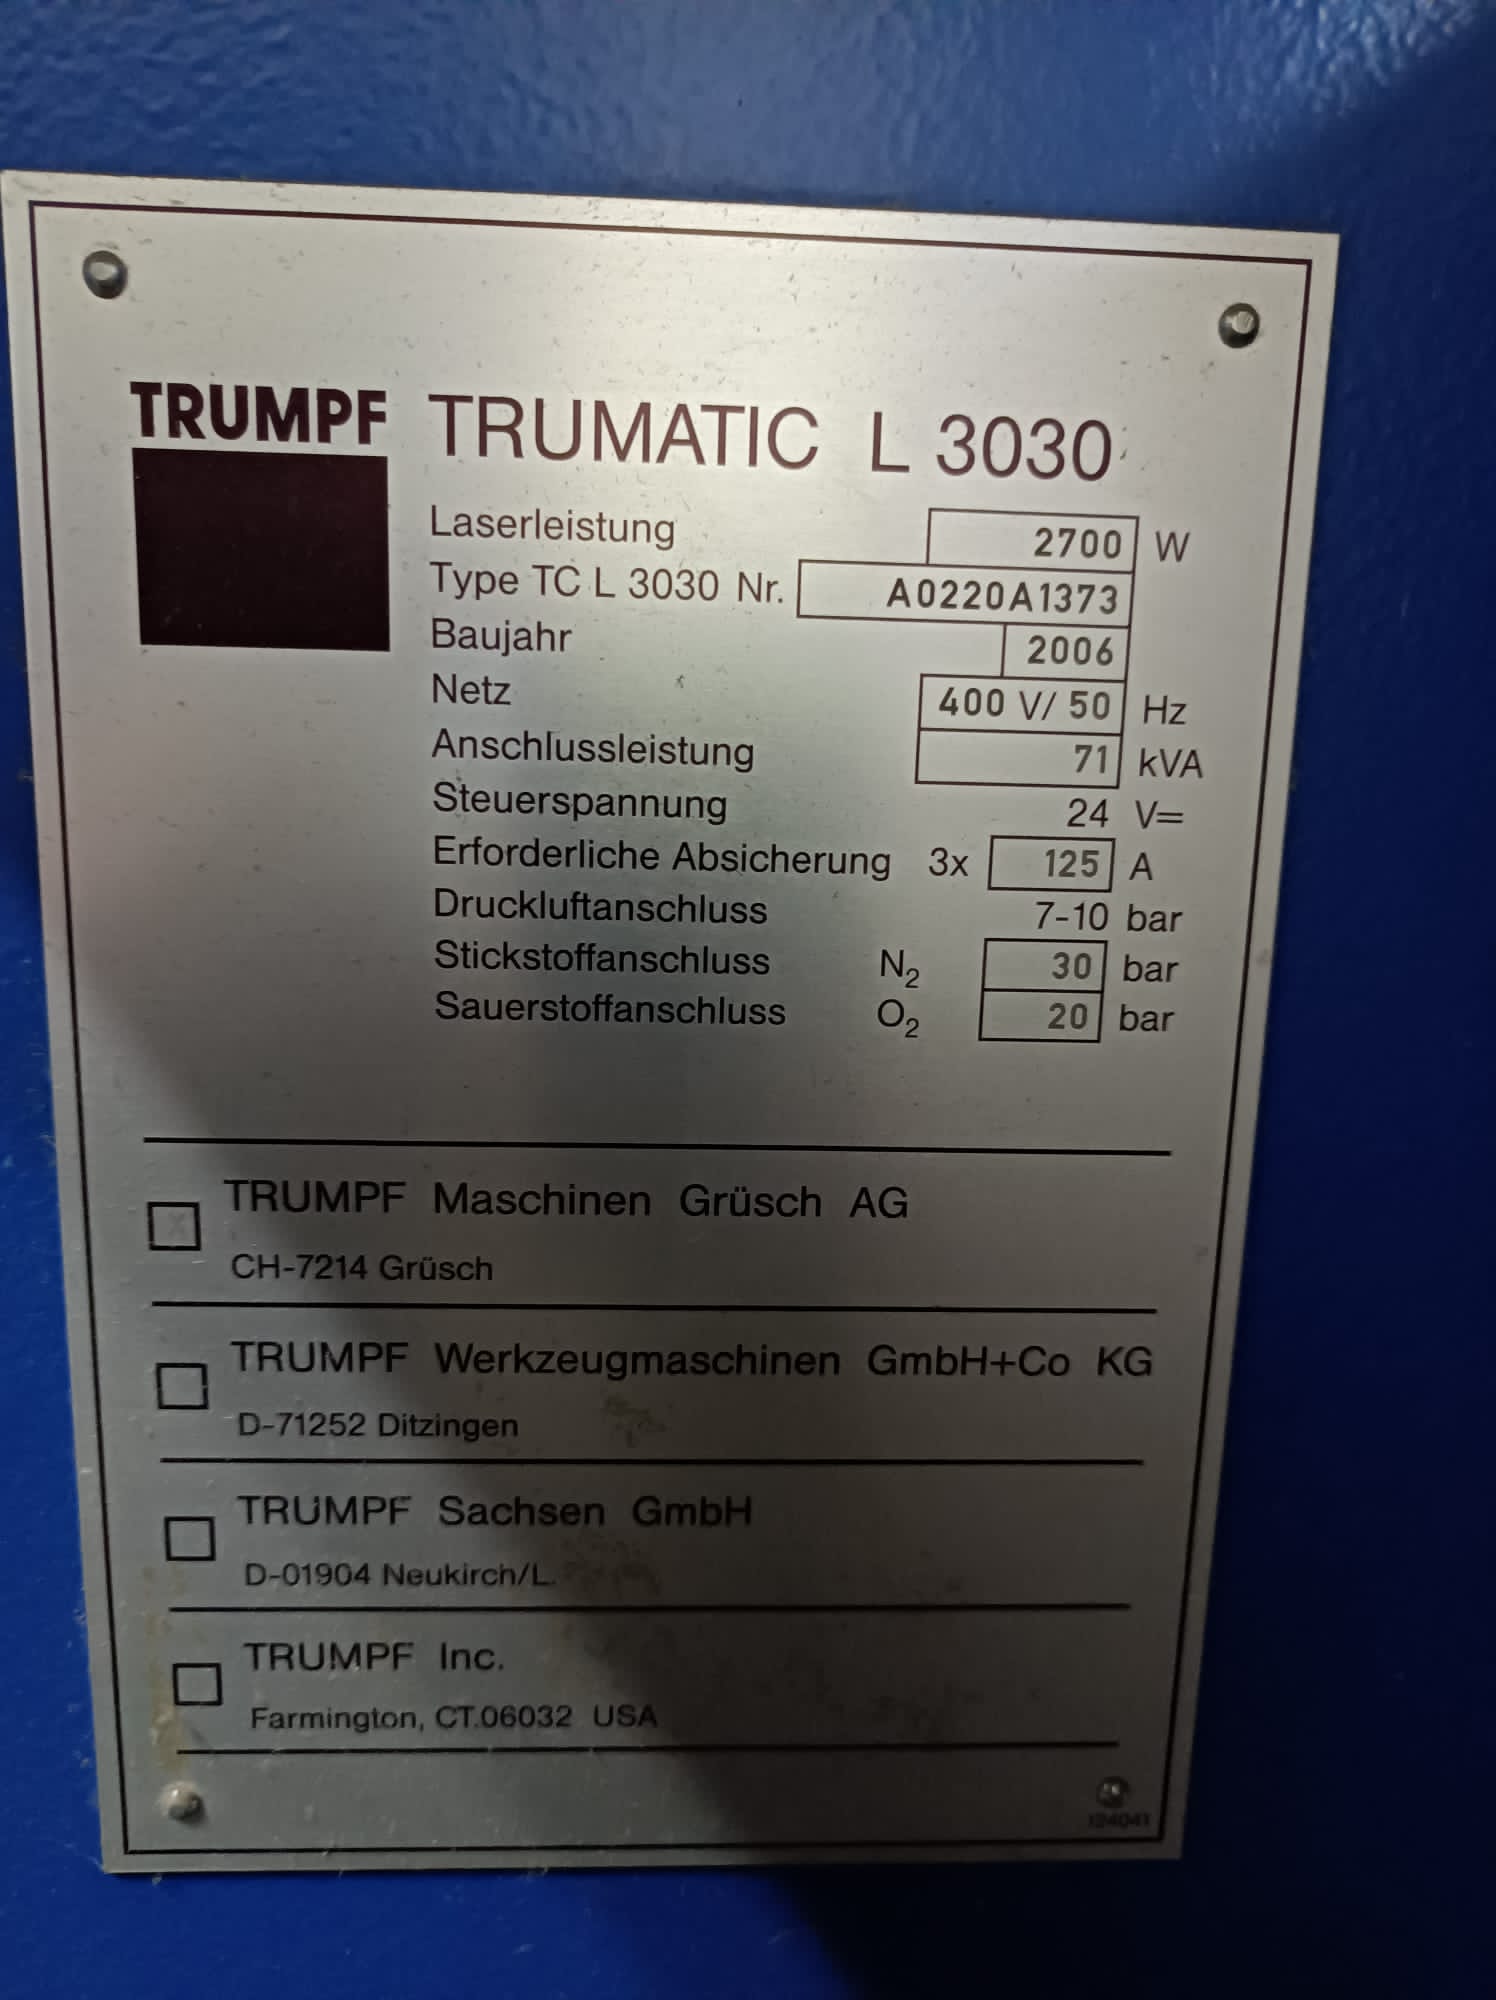 TRUMPF TRUMATIC L 3030
Laserleistung 2700 W
Type TC L 3030 Nr. A0220A1373
Baujahr 2006
Netz 400 V/ 50 Hz
Anschlussleistung 71 kVA
Steuerspannung 24 V=
Erforderliche Absicherung 3x 125 A
Druckluftanschluss 7-10 bar
Stickstoffanschluss N₂ 30 bar
Sauerstoffanschluss O₂ 20 bar
X TRUMPF Maschinen Grüsch AG
CH-7214 Grüsch
TRUMPF Werkzeugmaschinen GmbH+Co KG
D-71252 Ditzingen
TRUMPF Sachsen GmbH
D-01904 Neukirch/L.
TRUMPF Inc.
Farmington, CT.06032 USA
124041